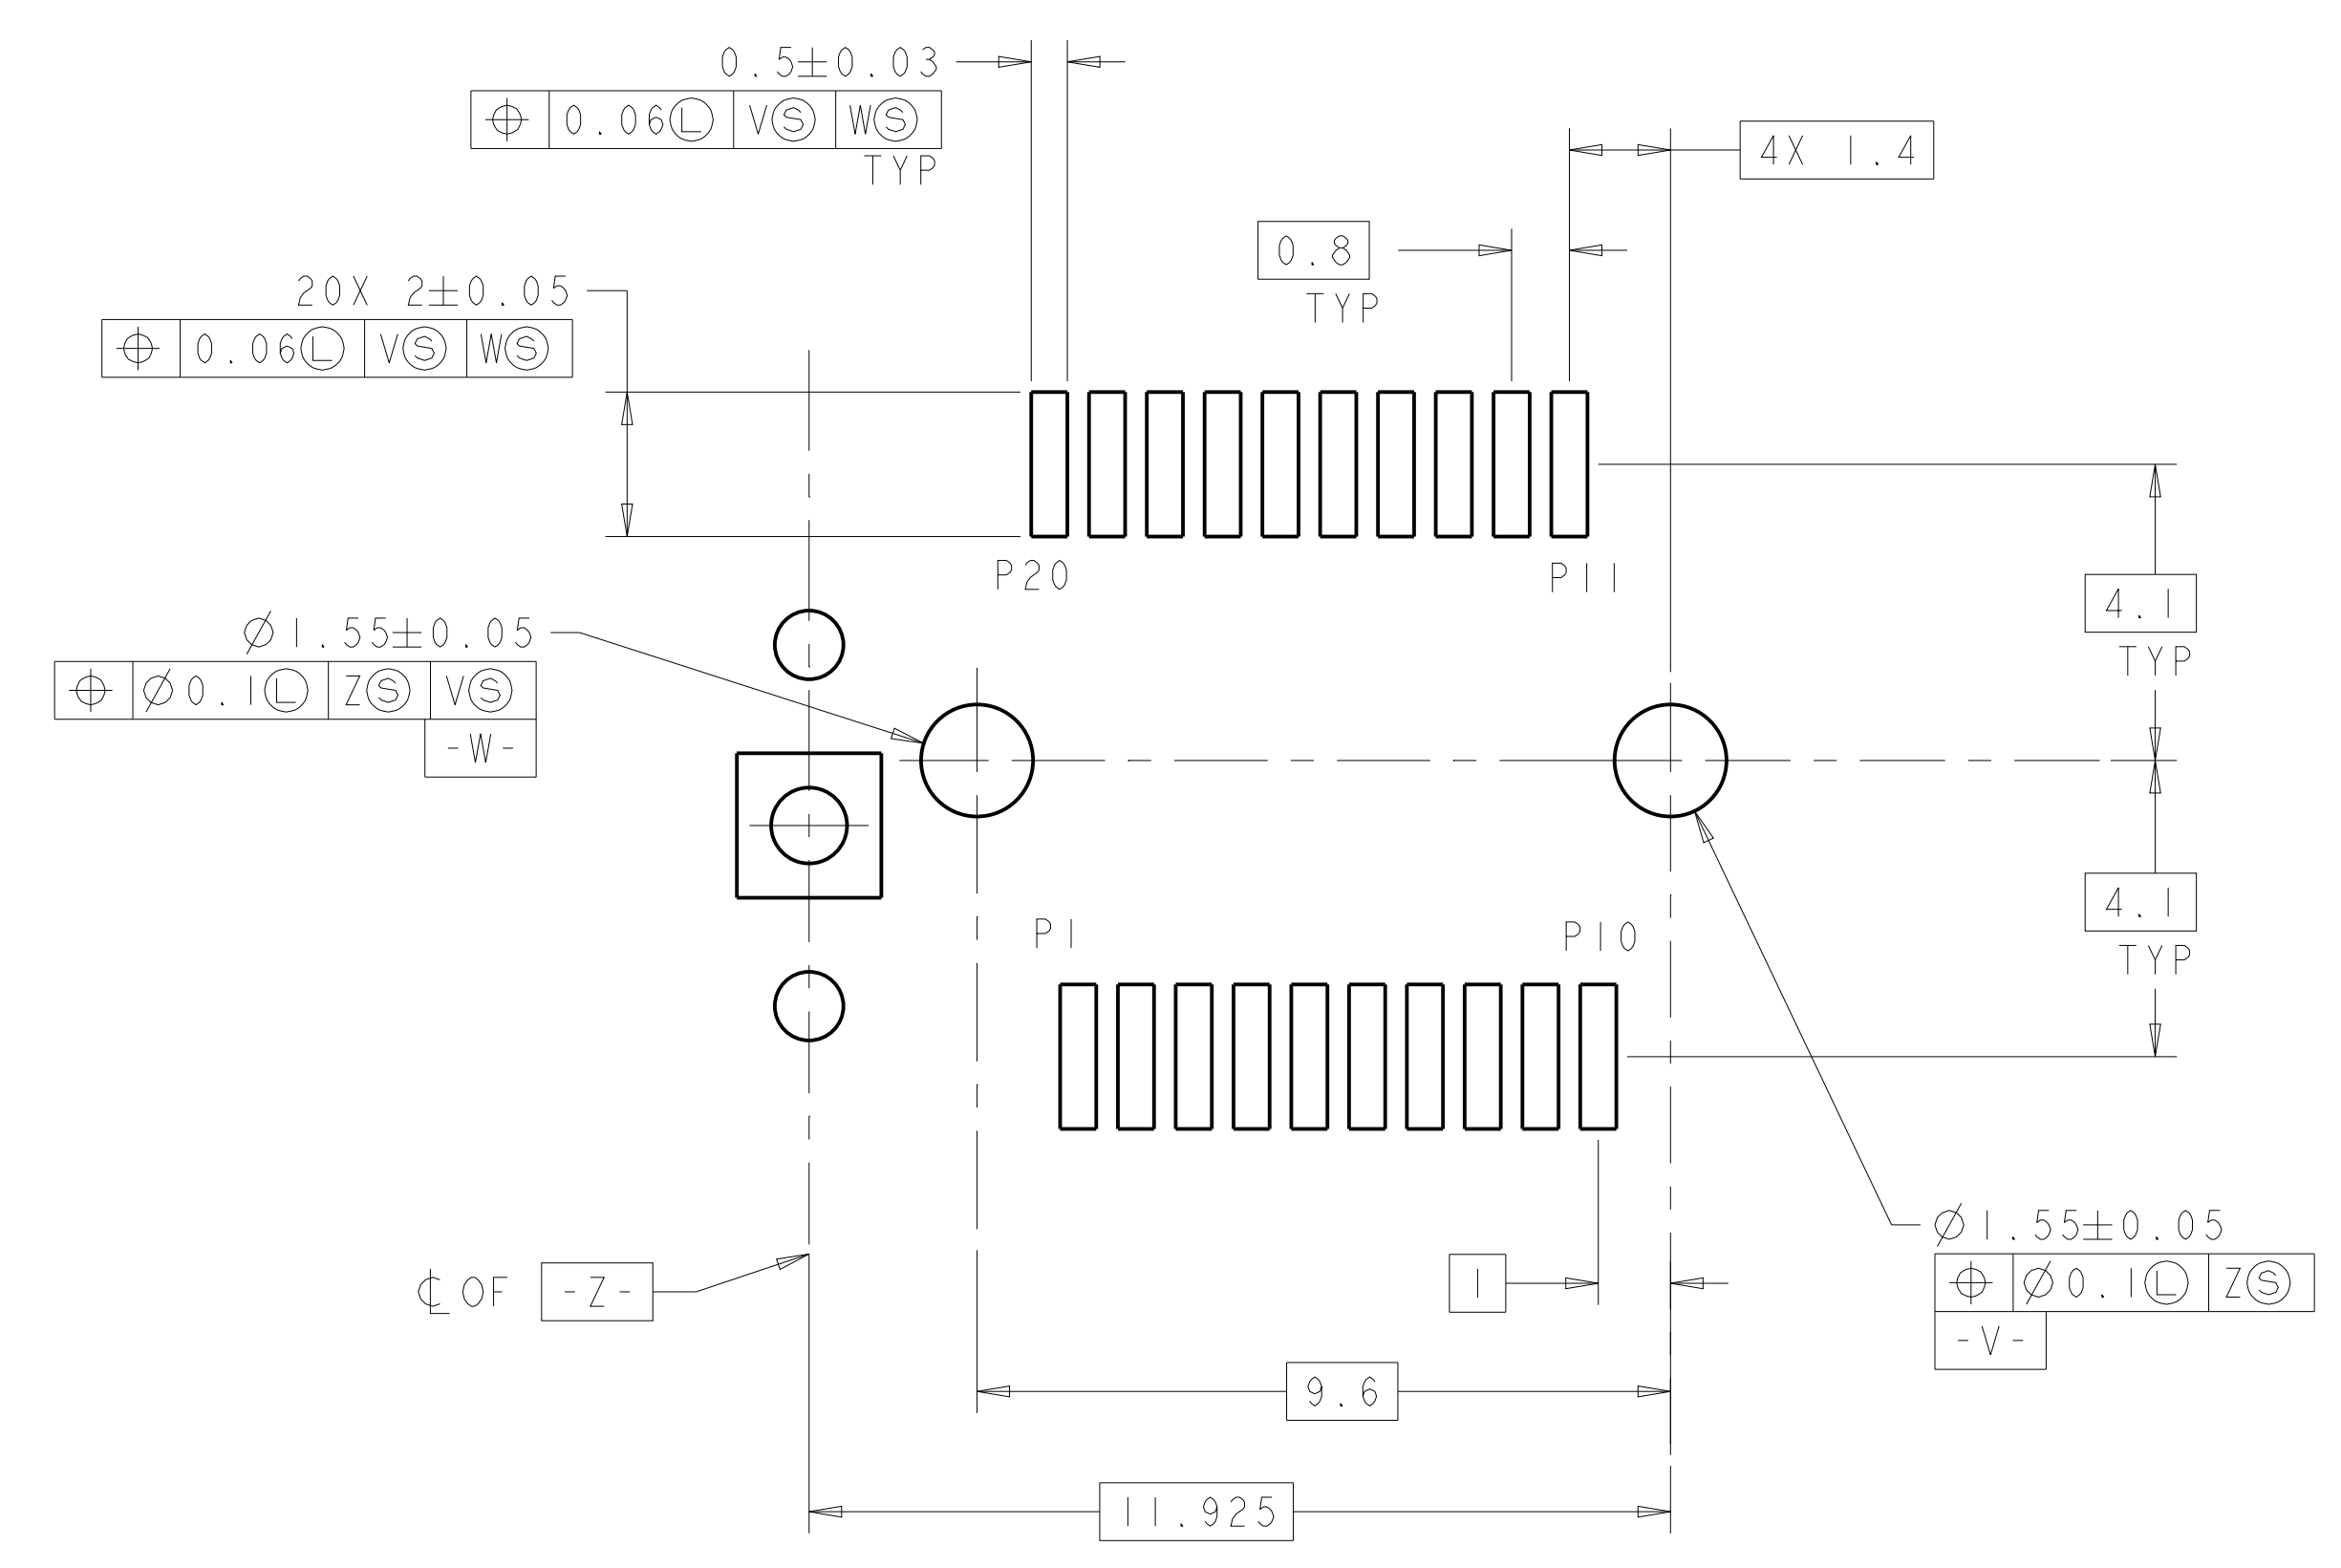 0.5±0.03
⌖ 0.06Ⓛ VⓈ WⓈ
TYP
4X 1.4
0.8
TYP
20X 2±0.05
⌖ 0.06Ⓛ VⓈ WⓈ
P20
P11
4.1
TYP
Ø1.55±0.05
⌖ Ø0.1Ⓛ ZⓈ VⓈ
-W-
4.1
TYP
P1
P10
Ø1.55±0.05
⌖ Ø0.1Ⓛ ZⓈ
-V-
℄ OF -Z-
1
9.6
11.925